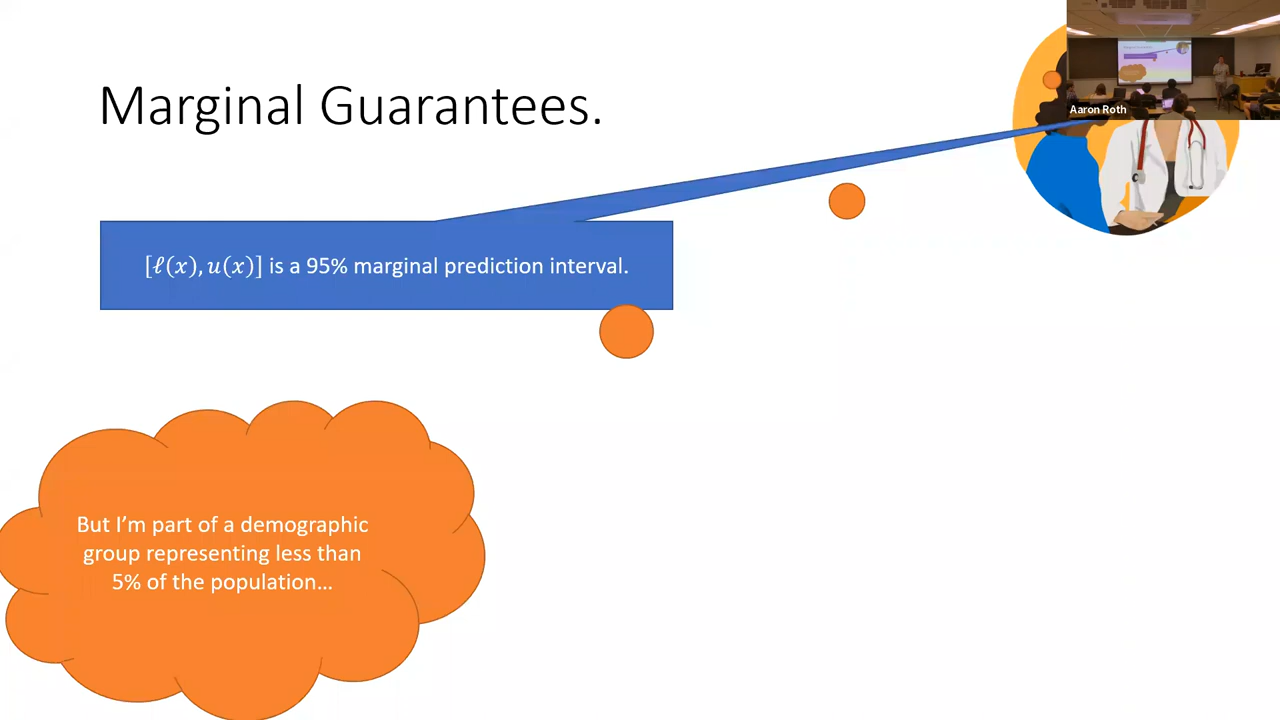 Marginal Guarantees.
Aaron Roth
[ℓ(x), u(x)] is a 95% marginal prediction interval.
But I’m part of a demographic
group representing less than
5% of the population…